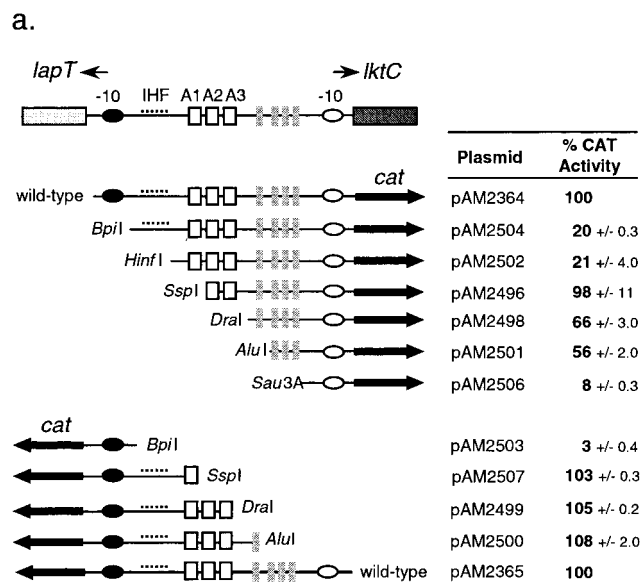 a.
lapT lktC
-10 IHF A1 A2 A3 -10
Plasmid % CAT Activity
wild-type cat pAM2364 100
BpiI pAM2504 20 +/- 0.3
HinfI pAM2502 21 +/- 4.0
SspI pAM2496 98 +/- 11
DraI pAM2498 66 +/- 3.0
AluI pAM2501 56 +/- 2.0
Sau3A pAM2506 8 +/- 0.3
cat BpiI pAM2503 3 +/- 0.4
SspI pAM2507 103 +/- 0.3
DraI pAM2499 105 +/- 0.2
AluI pAM2500 108 +/- 2.0
wild-type pAM2365 100